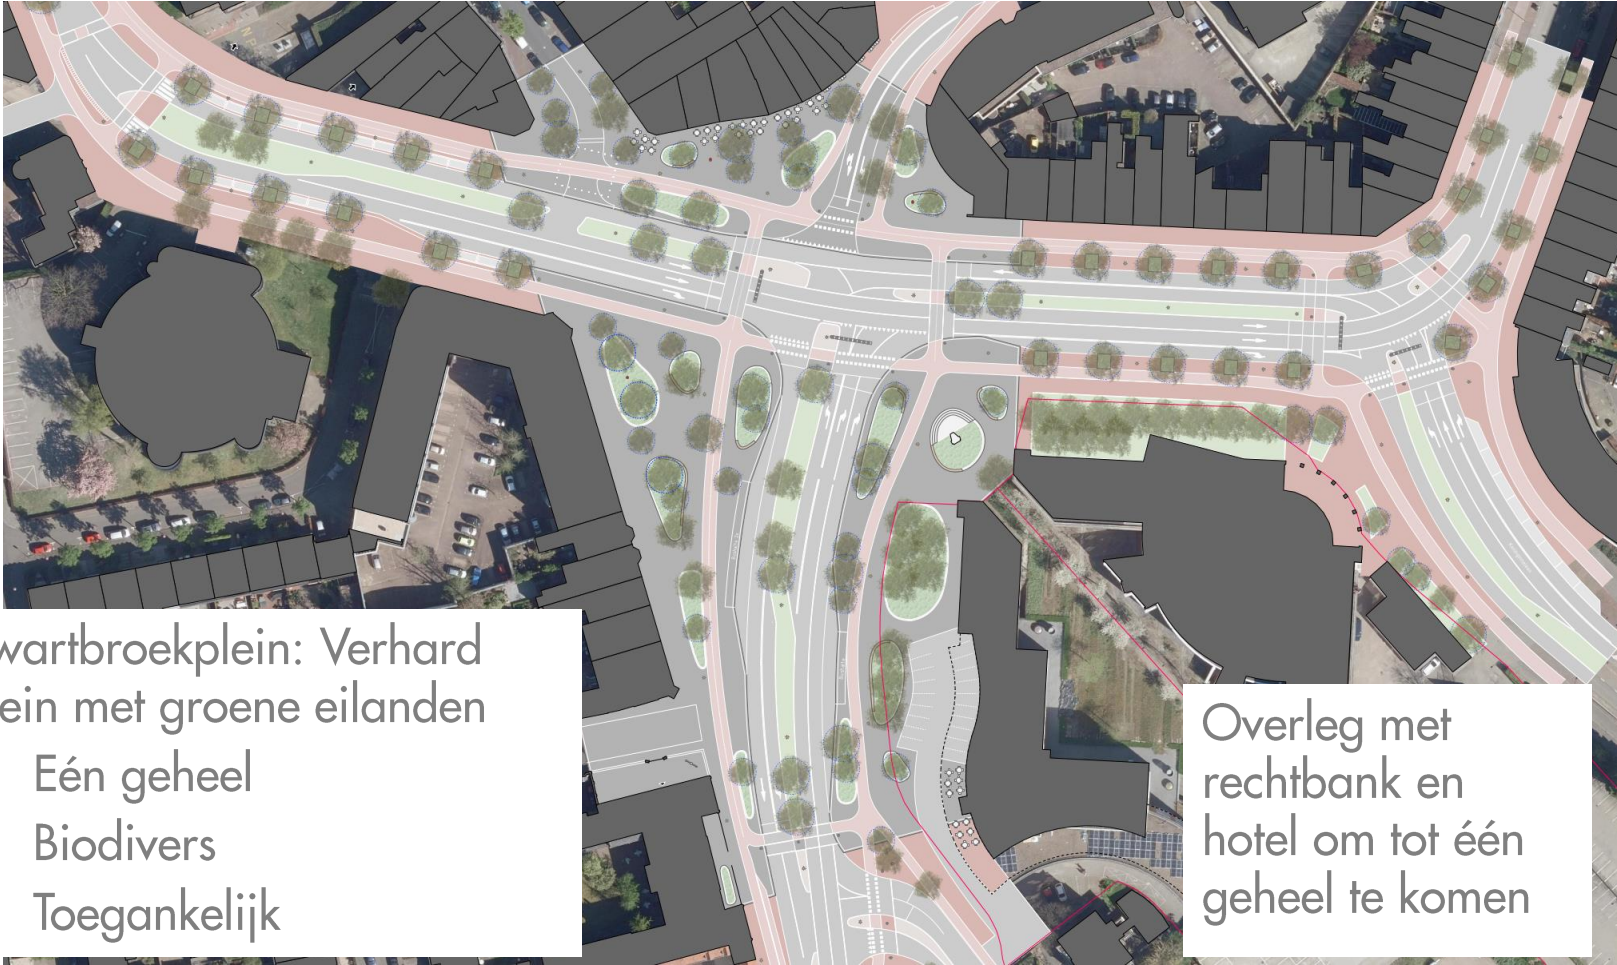 wartbroekplein: Verhard
ein met groene eilanden
Eén geheel
Biodivers
Toegankelijk
Overleg met
rechtbank en
hotel om tot één
geheel te komen